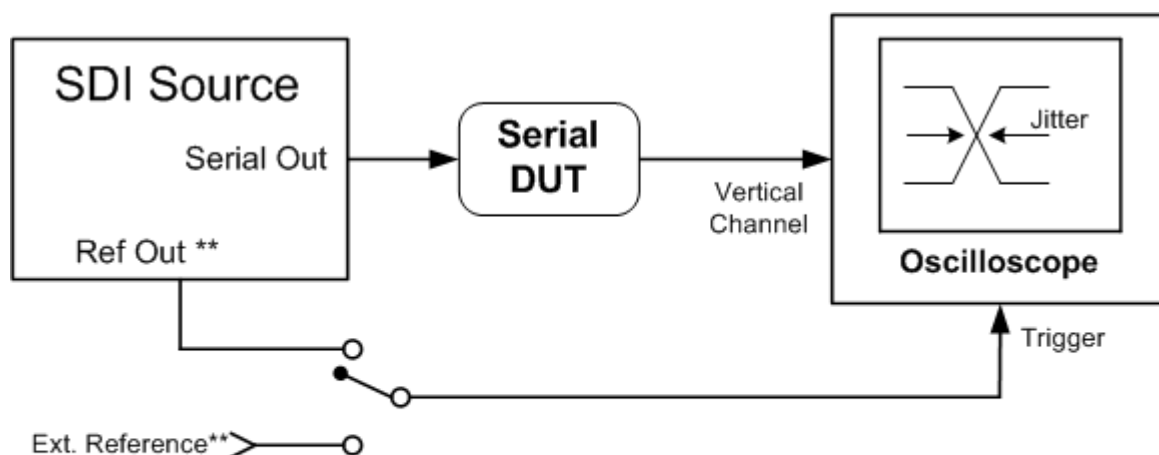 SDI Source
Serial Out
Ref Out **
Serial
DUT
Vertical
Channel
Jitter
Oscilloscope
Trigger
Ext. Reference**